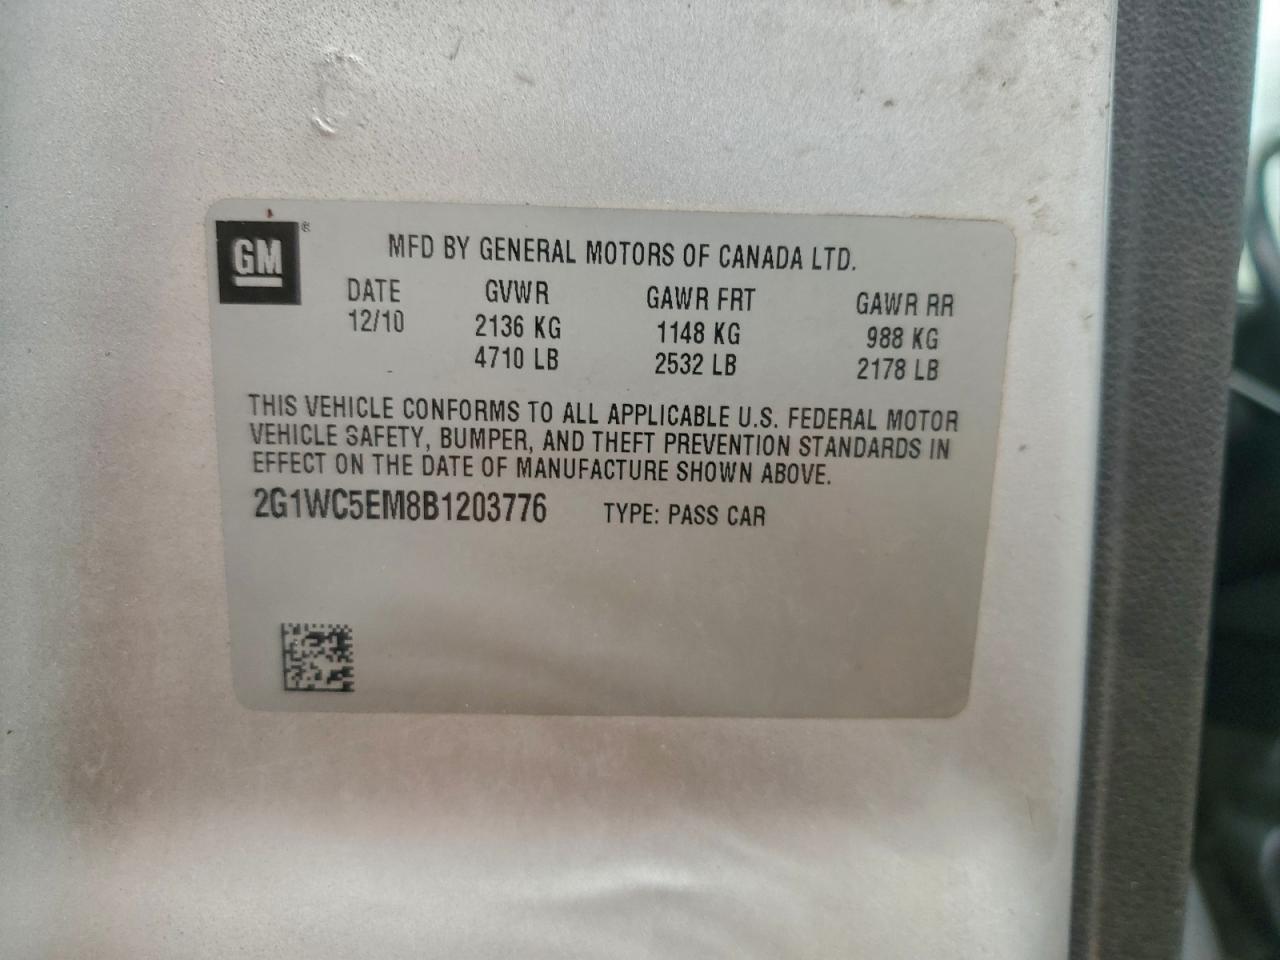 GM®
MFD BY GENERAL MOTORS OF CANADA LTD.
DATE GVWR GAWR FRT GAWR RR
12/10 2136 KG 1148 KG 988 KG
4710 LB 2532 LB 2178 LB
THIS VEHICLE CONFORMS TO ALL APPLICABLE U.S. FEDERAL MOTOR
VEHICLE SAFETY, BUMPER, AND THEFT PREVENTION STANDARDS IN
EFFECT ON THE DATE OF MANUFACTURE SHOWN ABOVE.
2G1WC5EM8B1203776 TYPE: PASS CAR